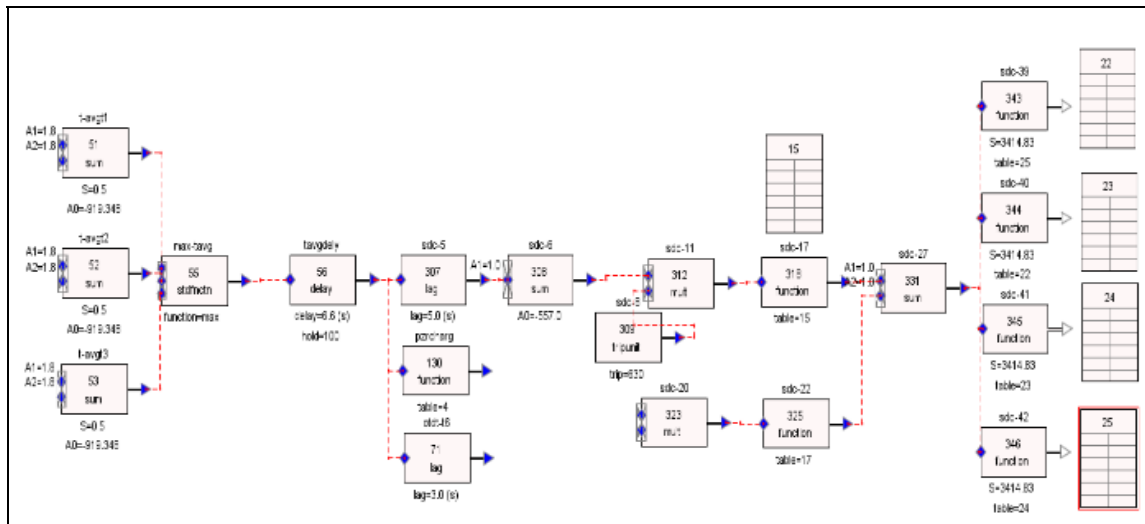 t-avgt1
A1=1.8
A2=1.8
51
sum
S=0.5
A0=-919.346
t-avgt2
A1=1.8
A2=1.8
52
sum
S=0.5
A0=-919.346
t-avgt3
A1=1.8
A2=1.8
53
sum
S=0.5
A0=-919.346
max-tavg
55
stdfnctn
function=max
tavgdely
56
delay
delay=6.6 (s)
hold=100
sdc-5
307
lag
lag=5.0 (s)
pzrcharg
130
function
table=4
71
lag
lag=3.0 (s)
sdc-6
A1=1.0
308
sum
A0=-557.0
sdc-11
312
mult
309
tripunit
trip=630
sdc-20
323
mult
15
sdc-17
318
function
table=15
sdc-22
325
function
table=17
sdc-27
A1=1.0
A2=1.0
331
sum
sdc-39
343
function
S=3414.83
table=25
sdc-40
344
function
S=3414.83
table=22
sdc-41
345
function
S=3414.83
table=23
sdc-42
346
function
S=3414.83
table=24
22
23
24
25